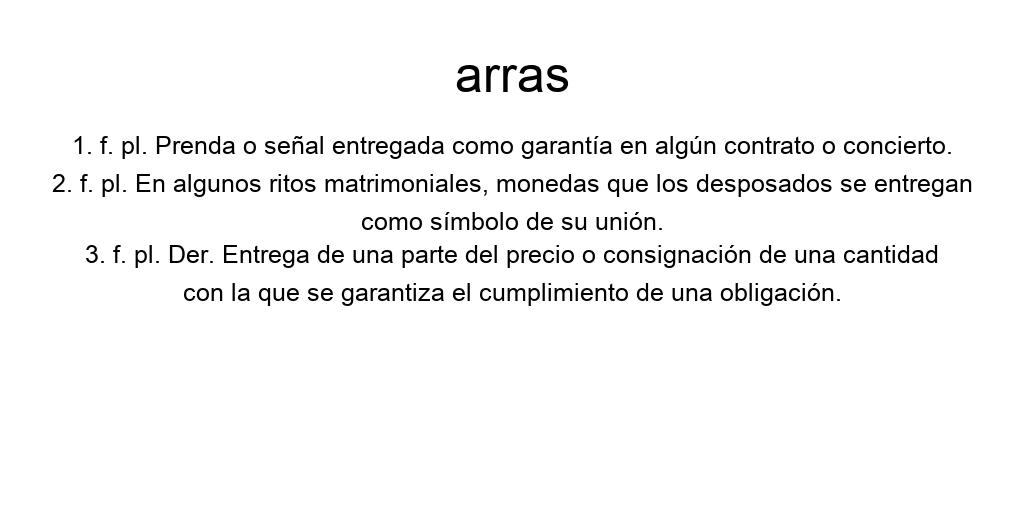 arras
1. f. pl. Prenda o señal entregada como garantía en algún contrato o concierto.
2. f. pl. En algunos ritos matrimoniales, monedas que los desposados se entregan
como símbolo de su unión.
3. f. pl. Der. Entrega de una parte del precio o consignación de una cantidad
con la que se garantiza el cumplimiento de una obligación.